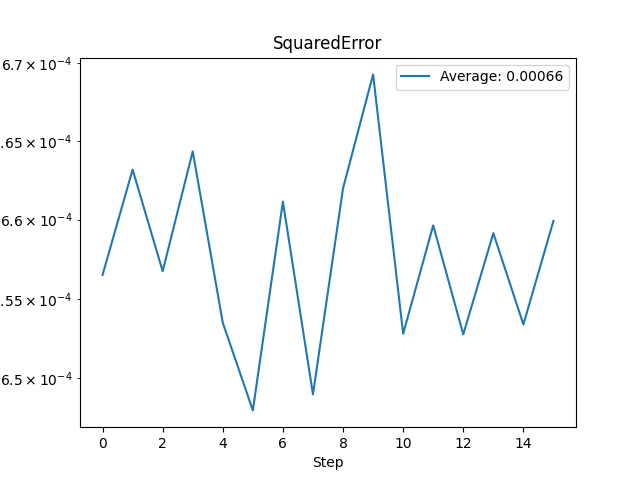 SquaredError
Average: 0.00066
6.7 × 10⁻⁴
.65 × 10⁻⁴
6.6 × 10⁻⁴
.55 × 10⁻⁴
6.5 × 10⁻⁴
0 2 4 6 8 10 12 14
Step